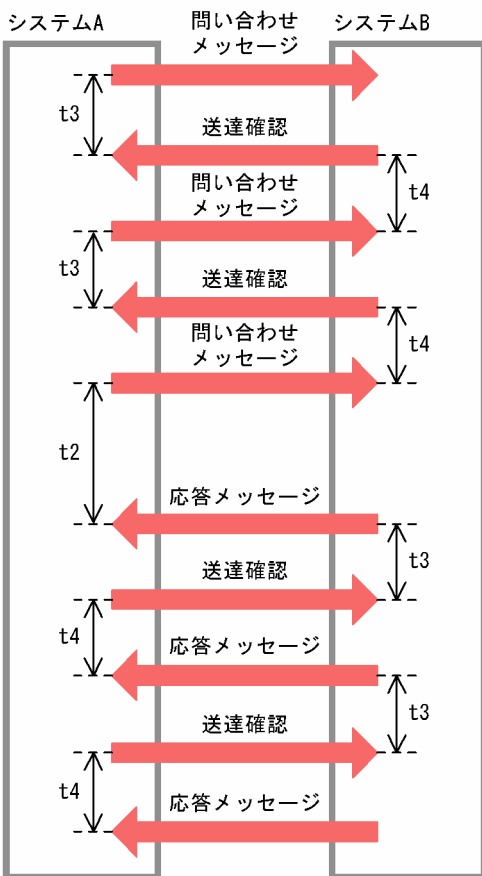 システムA
システムB
問い合わせ
メッセージ
t3
送達確認
t4
問い合わせ
メッセージ
t3
送達確認
t4
問い合わせ
メッセージ
t2
応答メッセージ
t3
送達確認
t4
応答メッセージ
t3
送達確認
t4
応答メッセージ